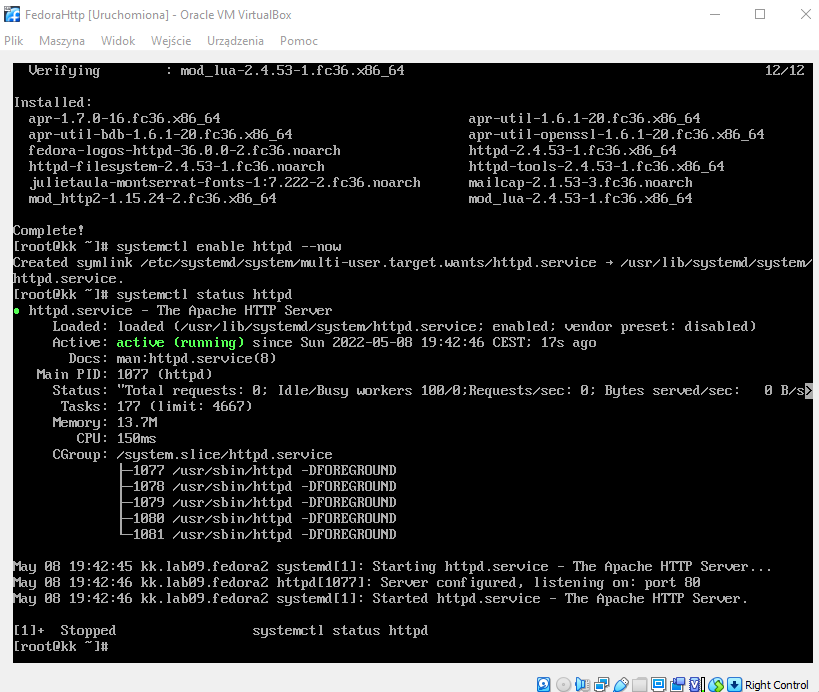 FedoraHttp [Uruchomiona] - Oracle VM VirtualBox
Plik Maszyna Widok Wejście Urządzenia Pomoc
Verifying : mod_lua-2.4.53-1.fc36.x86_64 12/12
Installed:
apr-1.7.0-16.fc36.x86_64 apr-util-1.6.1-20.fc36.x86_64
apr-util-bdb-1.6.1-20.fc36.x86_64 apr-util-openssl-1.6.1-20.fc36.x86_64
fedora-logos-httpd-36.0.0-2.fc36.noarch httpd-2.4.53-1.fc36.x86_64
httpd-filesystem-2.4.53-1.fc36.noarch httpd-tools-2.4.53-1.fc36.x86_64
julietaula-montserrat-fonts-1:7.222-2.fc36.noarch mailcap-2.1.53-3.fc36.noarch
mod_http2-1.15.24-2.fc36.x86_64 mod_lua-2.4.53-1.fc36.x86_64
Complete!
[root@kk ~]# systemctl enable httpd --now
Created symlink /etc/systemd/system/multi-user.target.wants/httpd.service → /usr/lib/systemd/system/
httpd.service.
[root@kk ~]# systemctl status httpd
● httpd.service - The Apache HTTP Server
Loaded: loaded (/usr/lib/systemd/system/httpd.service; enabled; vendor preset: disabled)
Active: active (running) since Sun 2022-05-08 19:42:46 CEST; 17s ago
Docs: man:httpd.service(8)
Main PID: 1077 (httpd)
Status: "Total requests: 0; Idle/Busy workers 100/0;Requests/sec: 0; Bytes served/sec: 0 B/s>
Tasks: 177 (limit: 4667)
Memory: 13.7M
CPU: 150ms
CGroup: /system.slice/httpd.service
├─1077 /usr/sbin/httpd -DFOREGROUND
├─1078 /usr/sbin/httpd -DFOREGROUND
├─1079 /usr/sbin/httpd -DFOREGROUND
├─1080 /usr/sbin/httpd -DFOREGROUND
└─1081 /usr/sbin/httpd -DFOREGROUND
May 08 19:42:45 kk.lab09.fedora2 systemd[1]: Starting httpd.service - The Apache HTTP Server...
May 08 19:42:46 kk.lab09.fedora2 httpd[1077]: Server configured, listening on: port 80
May 08 19:42:46 kk.lab09.fedora2 systemd[1]: Started httpd.service - The Apache HTTP Server.
[1]+ Stopped systemctl status httpd
[root@kk ~]#
Right Control